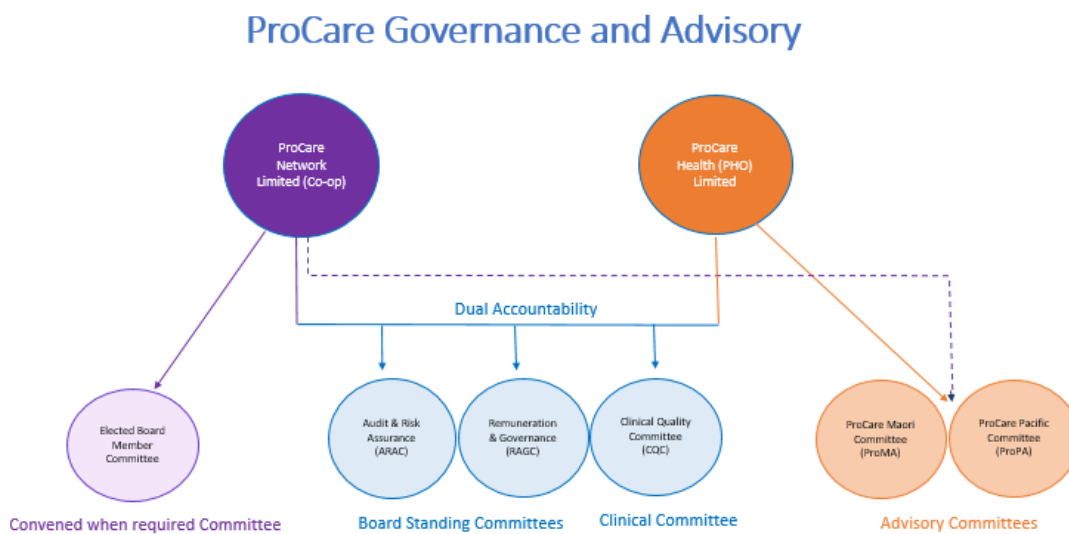 ProCare Governance and Advisory
ProCare
Network
Limited (Co-op)
ProCare
Health (PHO)
Limited
Dual Accountability
Elected Board
Member
Committee
Audit & Risk
Assurance
(ARAC)
Remuneration
& Governance
(RAGC)
Clinical Quality
Committee
(CQC)
ProCare Maori
Committee
(ProMA)
ProCare Pacific
Committee
(ProPA)
Convened when required Committee
Board Standing Committees
Clinical Committee
Advisory Committees